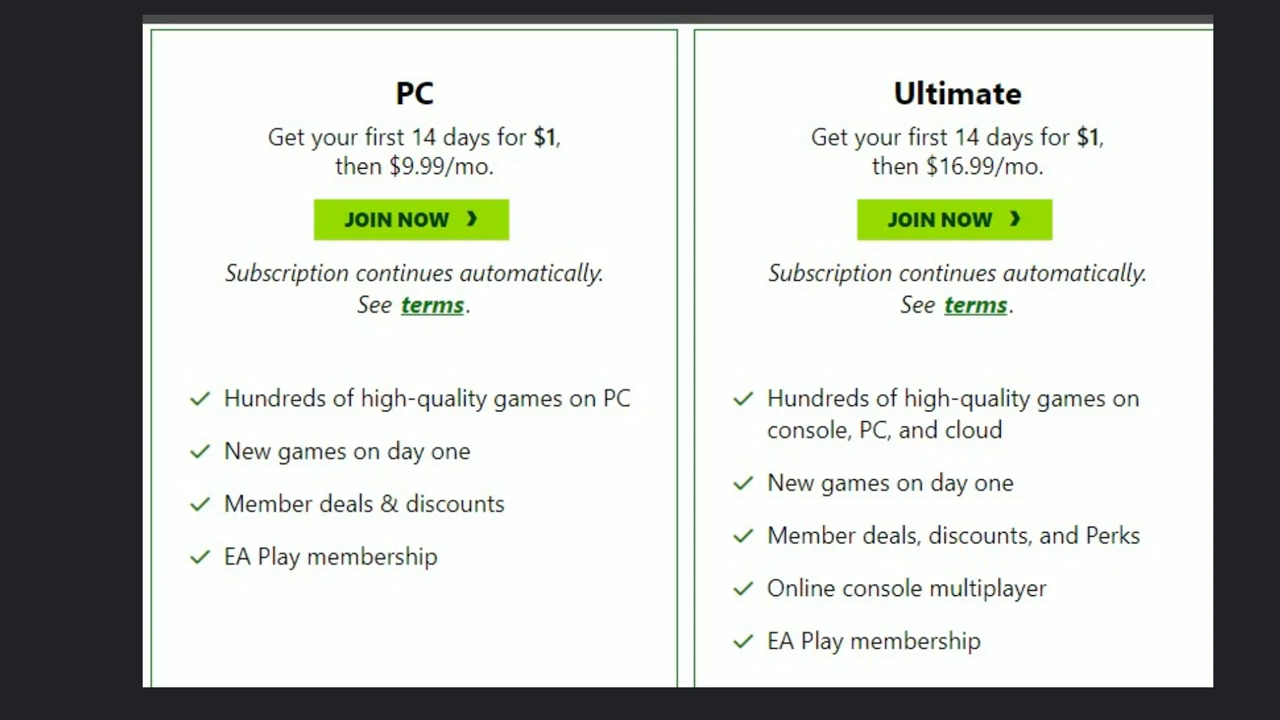 PC
Get your first 14 days for $1,
then $9.99/mo.
JOIN NOW ❯
Subscription continues automatically.
See terms.
Hundreds of high-quality games on PC
New games on day one
Member deals & discounts
EA Play membership
Ultimate
Get your first 14 days for $1,
then $16.99/mo.
JOIN NOW ❯
Subscription continues automatically.
See terms.
Hundreds of high-quality games on
console, PC, and cloud
New games on day one
Member deals, discounts, and Perks
Online console multiplayer
EA Play membership